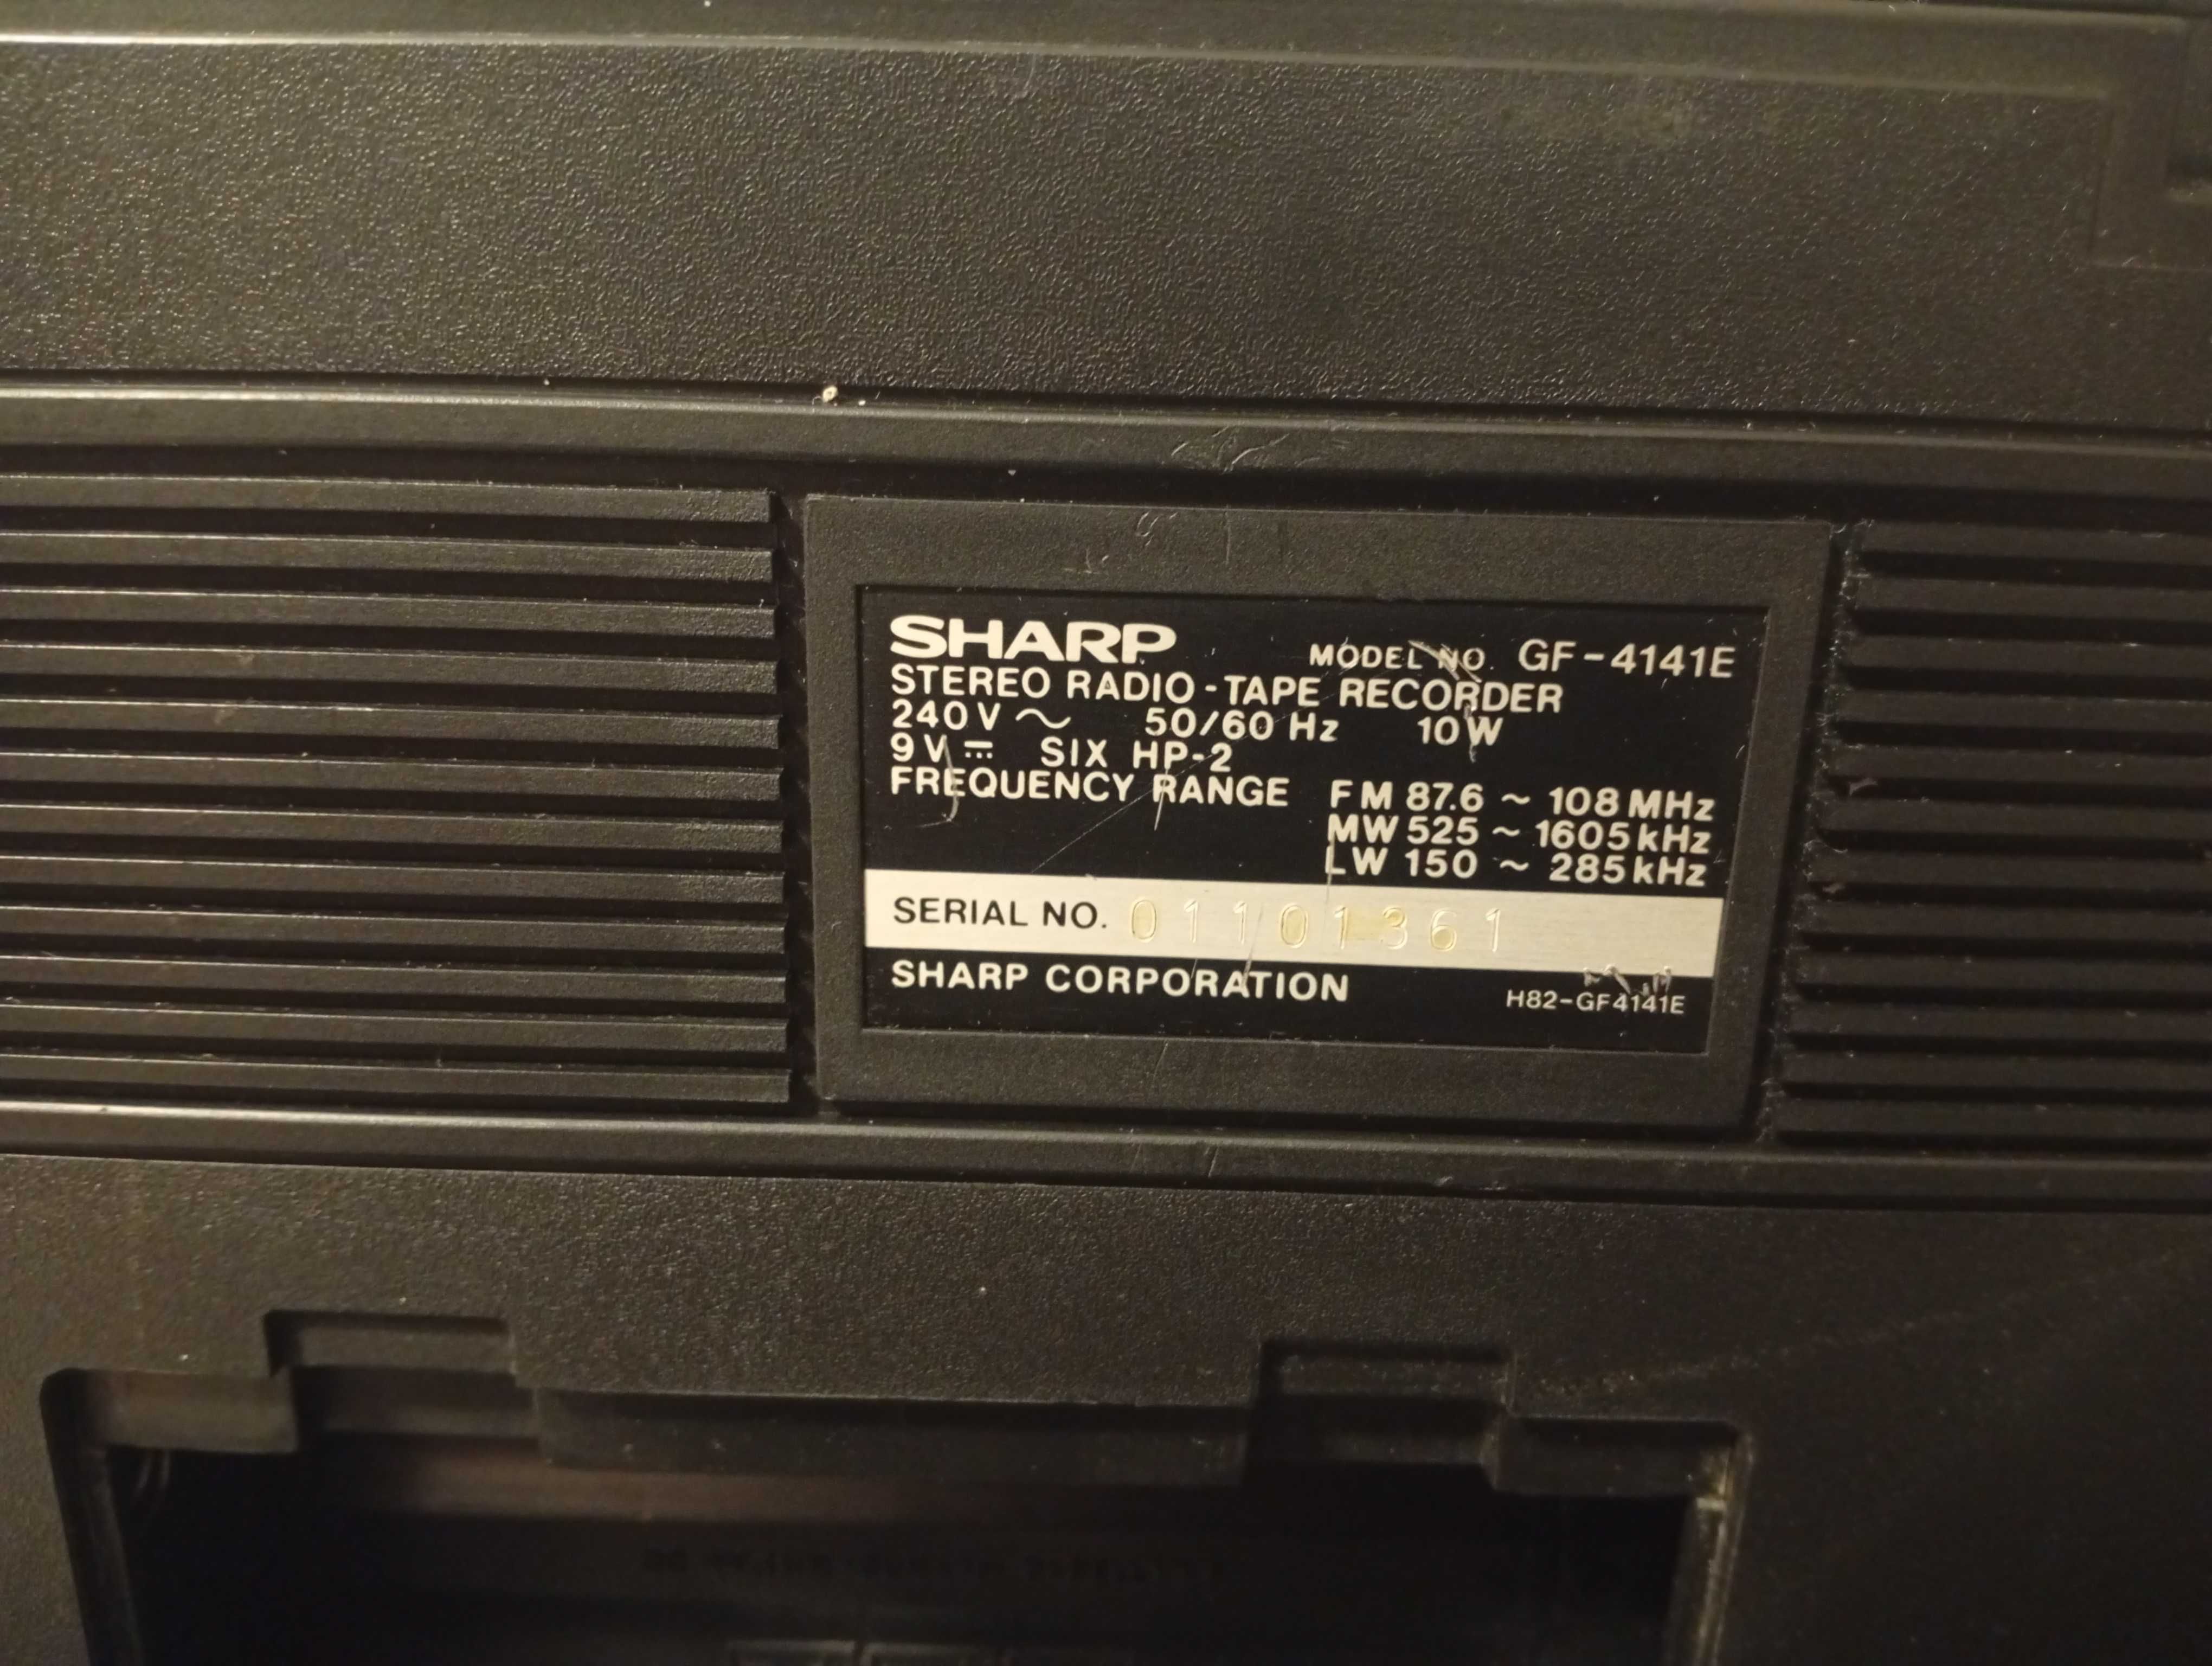 SHARP MODEL NO. GF-4141E
STEREO RADIO-TAPE RECORDER
240V ~ 50/60 Hz 10W
9V ⎓ SIX HP-2
FREQUENCY RANGE FM 87.6 ~ 108 MHz
MW 525 ~ 1605 kHz
LW 150 ~ 285 kHz
SERIAL NO. 01101361
SHARP CORPORATION H82-GF4141E